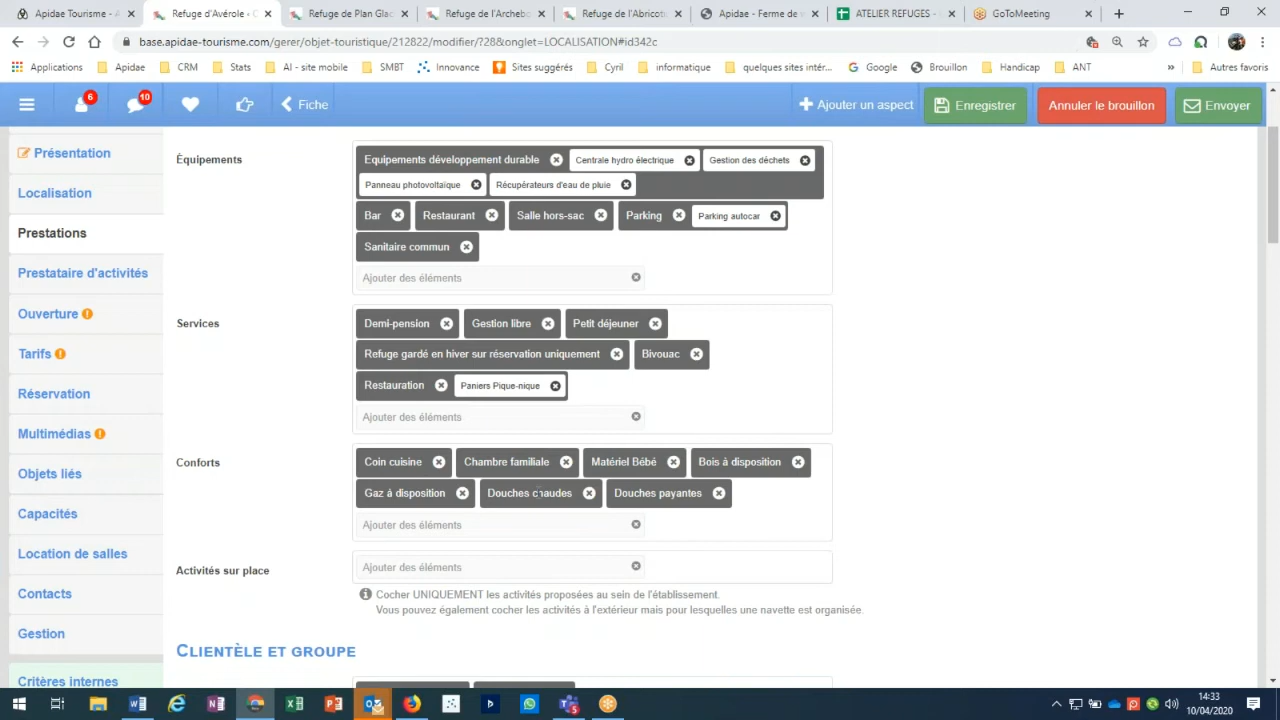 Apidae Tourisme - A
Refuge d'Avérole - C
Refuge de Plan Glac
Refuge de l'Archeb
Refuge de l'Abricot
Apidae - Ferme de s
ATELIER REFUGES -
GoToMeeting
base.apidae-tourisme.com/gerer/objet-touristique/212822/modifier/?28&onglet=LOCALISATION#id342c
Applications
Apidae
CRM
Stats
AI - site mobile
SMBT
Innovance
Sites suggérés
Cyril
informatique
quelques sites intér...
Google
Brouillon
Handicap
ANT
»
Autres favoris
6
10
Fiche
Ajouter un aspect
Enregistrer
Annuler le brouillon
Envoyer
Présentation
Localisation
Prestations
Prestataire d'activités
Ouverture
Tarifs
Réservation
Multimédias
Objets liés
Capacités
Location de salles
Contacts
Gestion
Critères internes
Équipements
Equipements développement durable
Centrale hydro électrique
Gestion des déchets
Panneau photovoltaïque
Récupérateurs d'eau de pluie
Bar
Restaurant
Salle hors-sac
Parking
Parking autocar
Sanitaire commun
Ajouter des éléments
Services
Demi-pension
Gestion libre
Petit déjeuner
Refuge gardé en hiver sur réservation uniquement
Bivouac
Restauration
Paniers Pique-nique
Ajouter des éléments
Conforts
Coin cuisine
Chambre familiale
Matériel Bébé
Bois à disposition
Gaz à disposition
Douches chaudes
Douches payantes
Ajouter des éléments
Activités sur place
Ajouter des éléments
Cocher UNIQUEMENT les activités proposées au sein de l'établissement.
Vous pouvez également cocher les activités à l'extérieur mais pour lesquelles une navette est organisée.
CLIENTÈLE ET GROUPE
14:33
10/04/2020